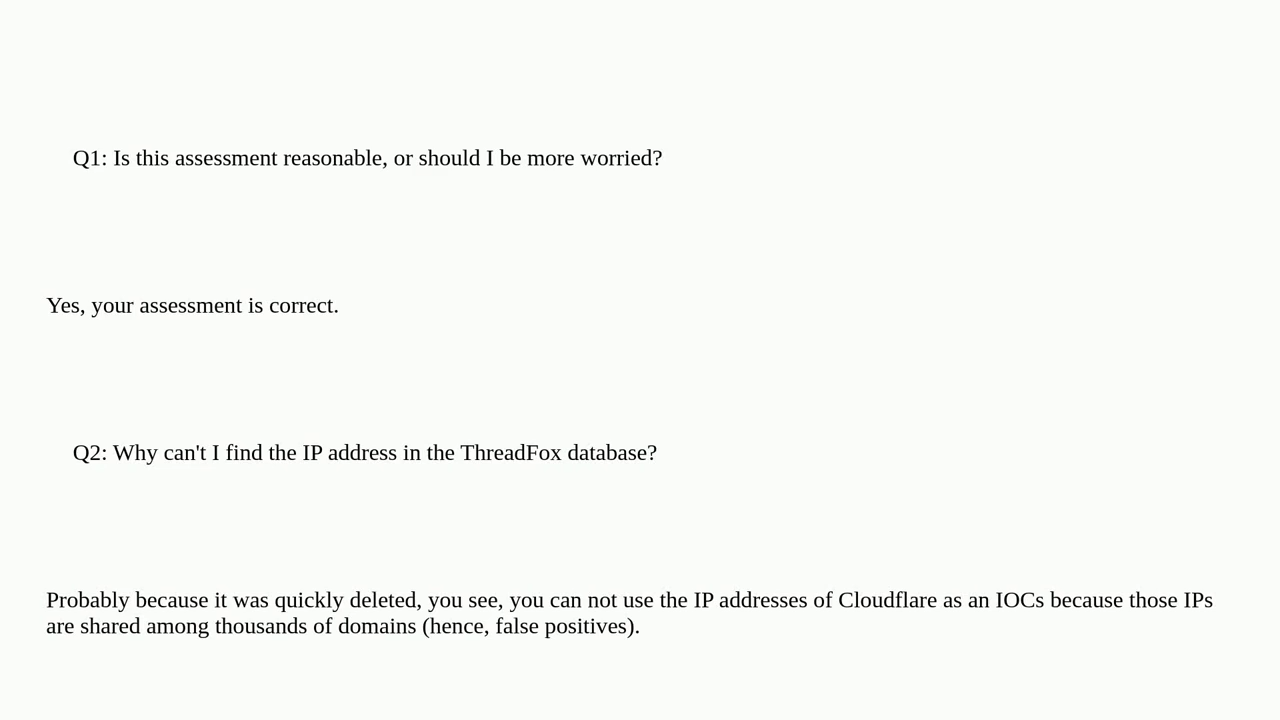 Q1: Is this assessment reasonable, or should I be more worried?
Yes, your assessment is correct.
Q2: Why can't I find the IP address in the ThreadFox database?
Probably because it was quickly deleted, you see, you can not use the IP addresses of Cloudflare as an IOCs because those IPs
are shared among thousands of domains (hence, false positives).